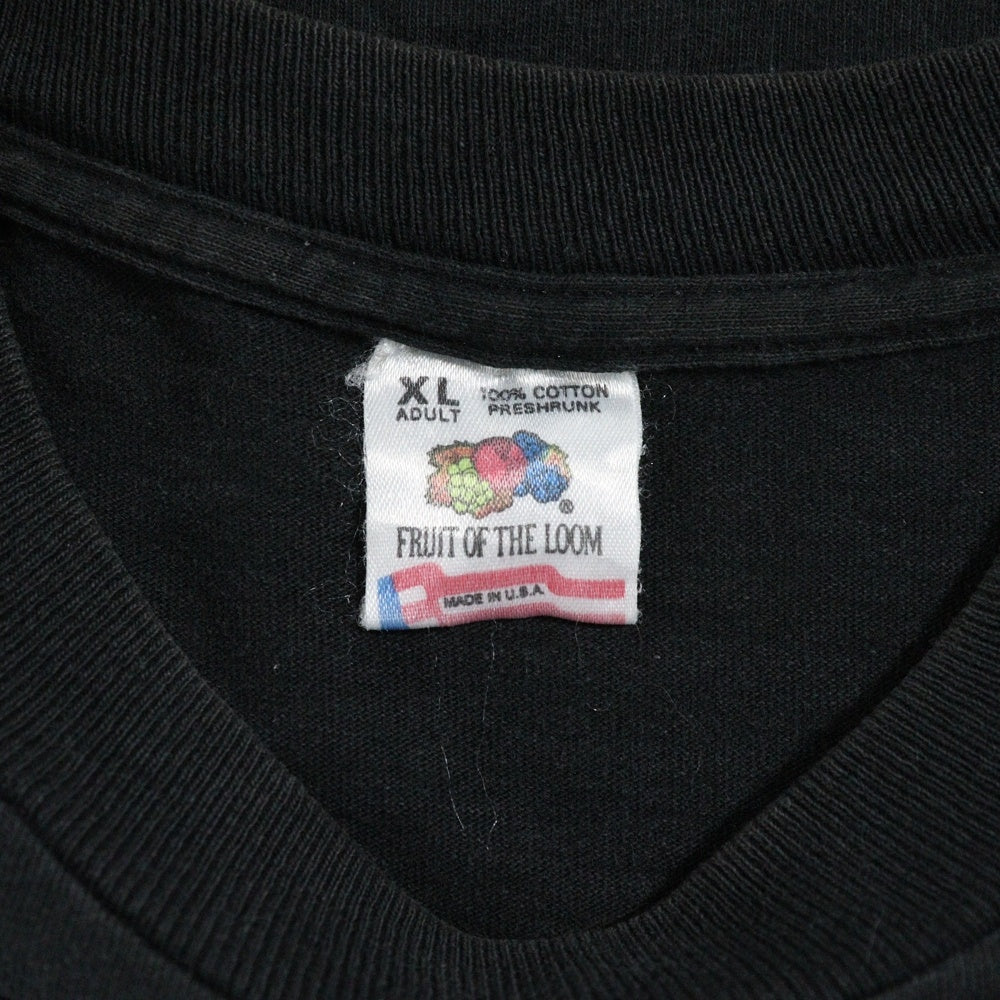 XL 100% COTTON
ADULT PRESHRUNK
®
FRUIT OF THE LOOM
MADE IN U.S.A.